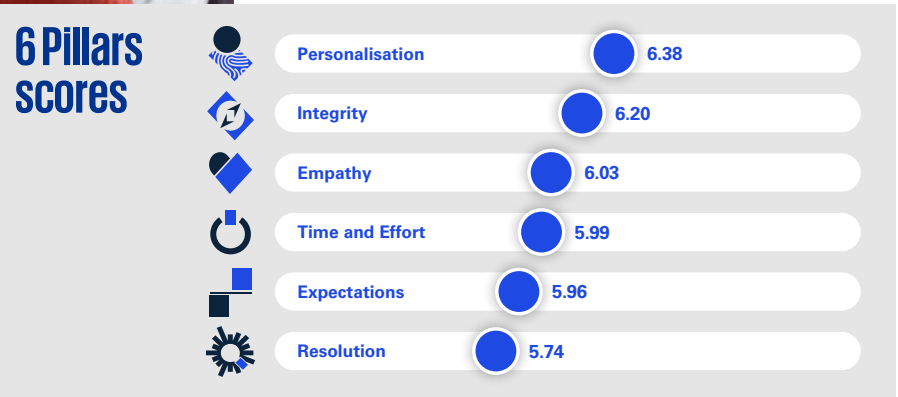 6 Pillars
scores
Personalisation 6.38
Integrity 6.20
Empathy 6.03
Time and Effort 5.99
Expectations 5.96
Resolution 5.74